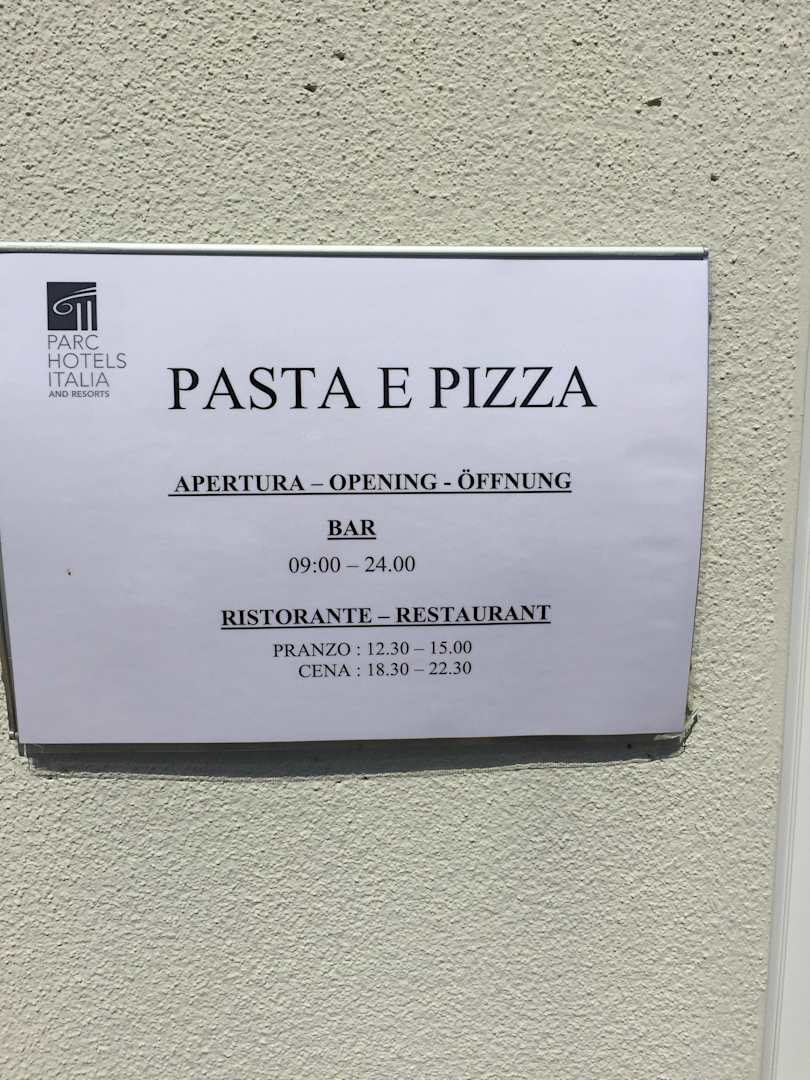 PARC
HOTELS
ITALIA
AND RESORTS
PASTA E PIZZA
APERTURA – OPENING - ÖFFNUNG
BAR
09:00 – 24.00
RISTORANTE – RESTAURANT
PRANZO : 12.30 – 15.00
CENA : 18.30 – 22.30